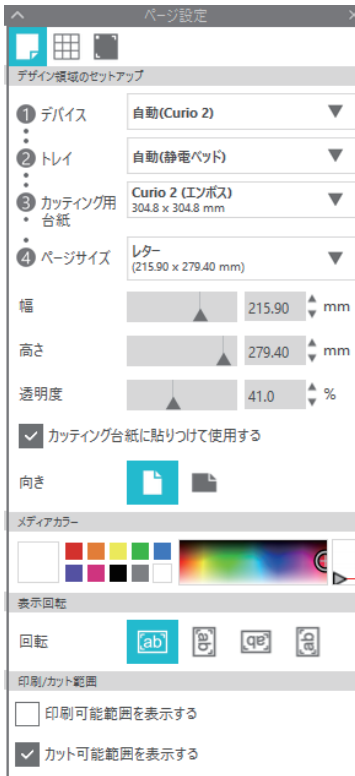 ページ設定
デザイン領域のセットアップ
1 デバイス 自動(Curio 2)
2 トレイ 自動(静電ベッド)
3 カッティング用台紙 Curio 2 (エンボス)
304.8 x 304.8 mm
4 ページサイズ レター
(215.90 x 279.40 mm)
幅 215.90 mm
高さ 279.40 mm
透明度 41.0 %
カッティング台紙に貼りつけて使用する
向き
メディアカラー
表示回転
回転 ab ab ab ab
印刷/カット範囲
印刷可能範囲を表示する
カット可能範囲を表示する